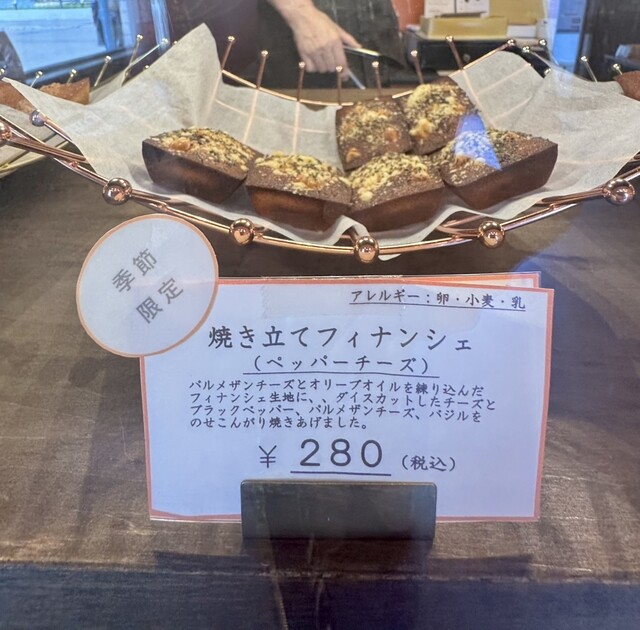 季節
限定
アレルギー：卵・小麦・乳
焼き立てフィナンシェ
（ペッパーチーズ）
パルメザンチーズとオリーブオイルを練り込んだ
フィナンシェ生地に、、ダイスカットしたチーズと
ブラックペッパー、パルメザンチーズ、バジルを
のせこんがり焼きあげました。
￥ 280（税込）